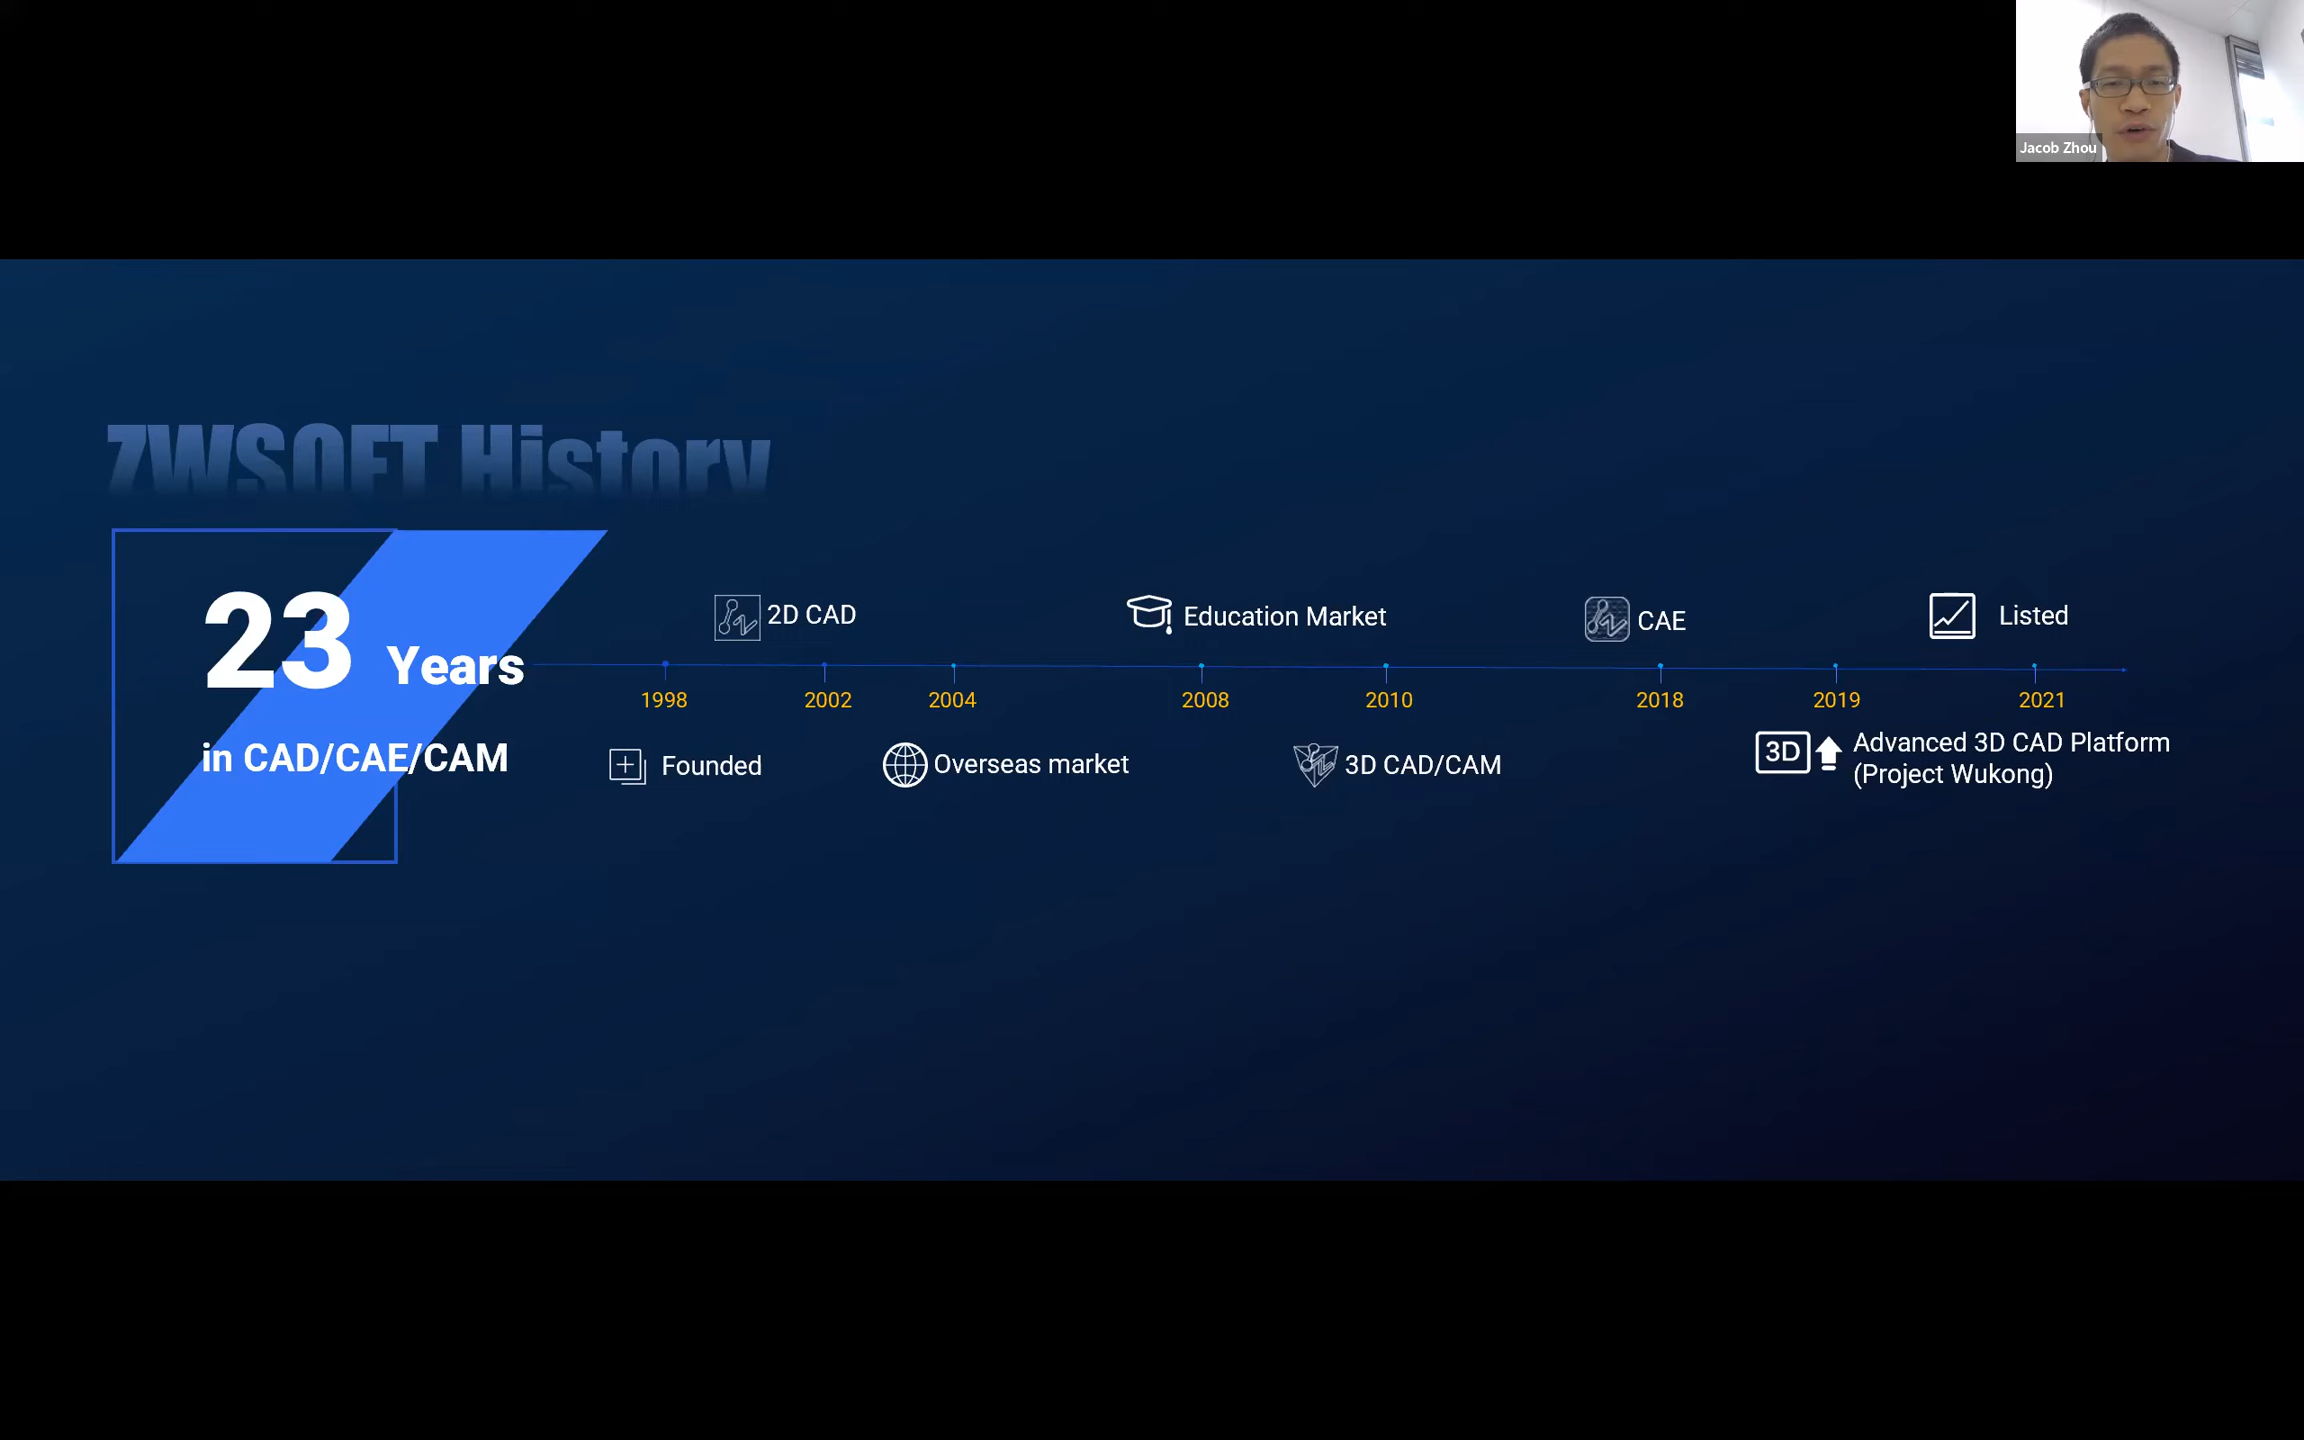 Jacob Zhou
ZWSOFT History
23 Years
in CAD/CAE/CAM
2D CAD
Education Market
CAE
Listed
1998
2002
2004
2008
2010
2018
2019
2021
Founded
Overseas market
3D CAD/CAM
3D
Advanced 3D CAD Platform
(Project Wukong)